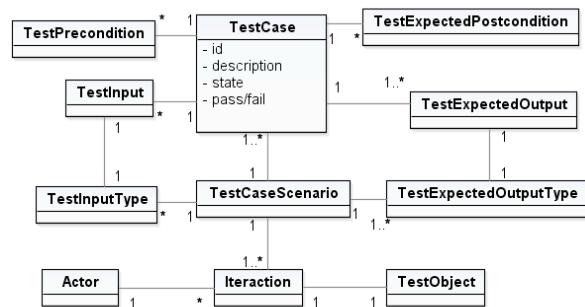 TestCase
- id
- description
- state
- pass/fail
TestPrecondition
* 1
TestExpectedPostcondition
1 *
TestInput
* 1
TestExpectedOutput
1 1..*
1 1
1..* 1
1 1
TestInputType
* 1
TestCaseScenario
1 1..*
TestExpectedOutputType
1 1..*
Actor
1 *
Iteraction
1 1
TestObject